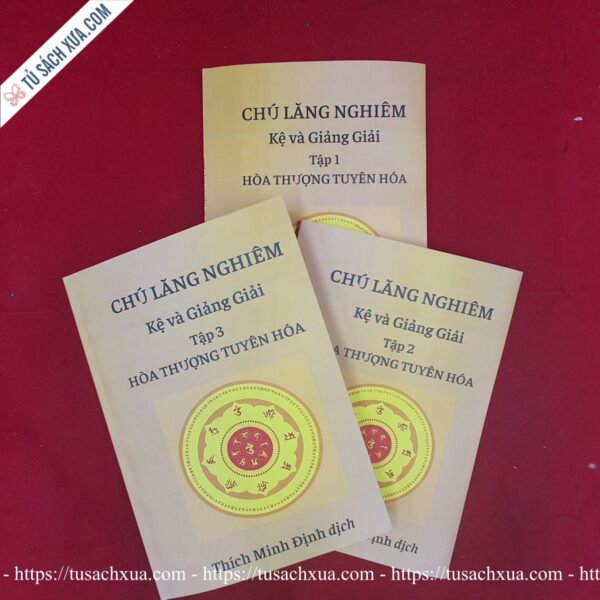 TỦ SÁCH XƯA.COM
CHÚ LĂNG NGHIÊM
Kệ và Giảng Giải
Tập 1
HÒA THƯỢNG TUYÊN HÓA
CHÚ LĂNG NGHIÊM
Kệ và Giảng Giải
Tập 3
HÒA THƯỢNG TUYÊN HÓA
Thích Minh Định dịch
CHÚ LĂNG NGHIÊM
Kệ và Giảng Giải
Tập 2
THƯỢNG TUYÊN HÓA
Định dịch
- https://tusachxua.com - https://tusachxua.com - https://tusachxua.com -